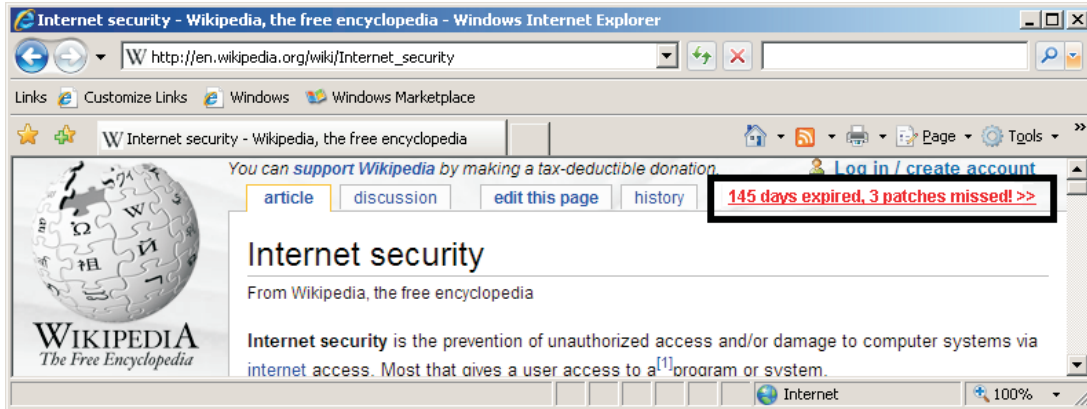 Internet security - Wikipedia, the free encyclopedia - Windows Internet Explorer
W http://en.wikipedia.org/wiki/Internet_security
Links Customize Links Windows Windows Marketplace
W Internet security - Wikipedia, the free encyclopedia Page Tools »
You can support Wikipedia by making a tax-deductible donation. Log in / create account
article discussion edit this page history 145 days expired, 3 patches missed! >>
Internet security
From Wikipedia, the free encyclopedia
WIKIPEDIA
The Free Encyclopedia
Internet security is the prevention of unauthorized access and/or damage to computer systems via
internet access. Most that gives a user access to a[1]program or system.
Internet 100%